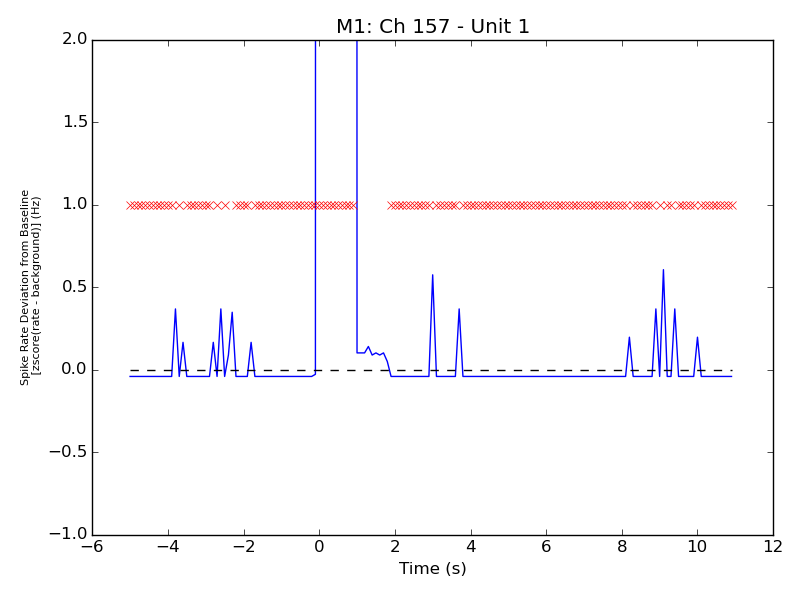 M1: Ch 157 - Unit 1
2.0
1.5
1.0
0.5
0.0
−0.5
−1.0
Spike Rate Deviation from Baseline
[zscore(rate - background)] (Hz)
−6 −4 −2 0 2 4 6 8 10 12
Time (s)